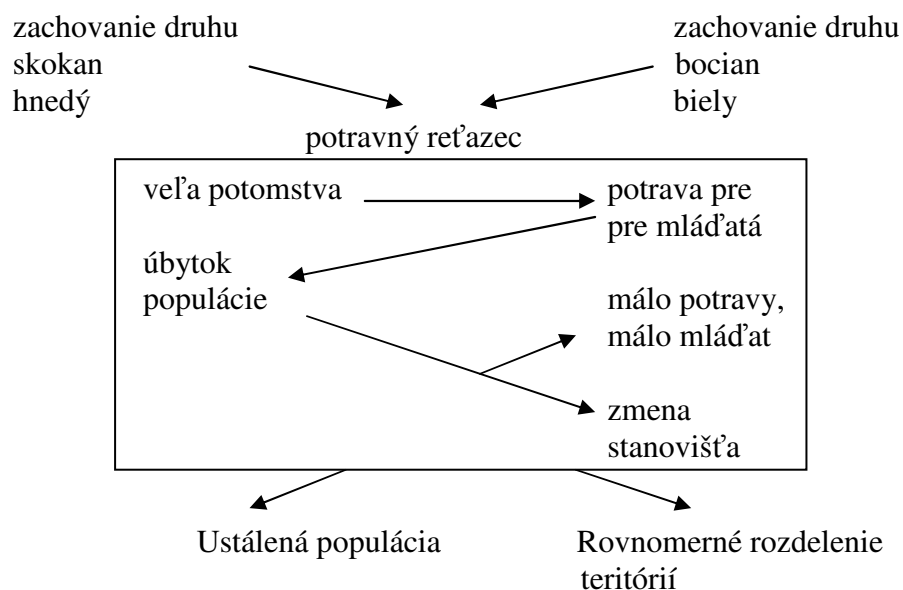 zachovanie druhu
skokan
hnedý
zachovanie druhu
bocian
biely
potravný reťazec
veľa potomstva
potrava pre
pre mláďatá
úbytok
populácie
málo potravy,
málo mláďat
zmena
stanovišťa
Ustálená populácia
Rovnomerné rozdelenie
teritórií